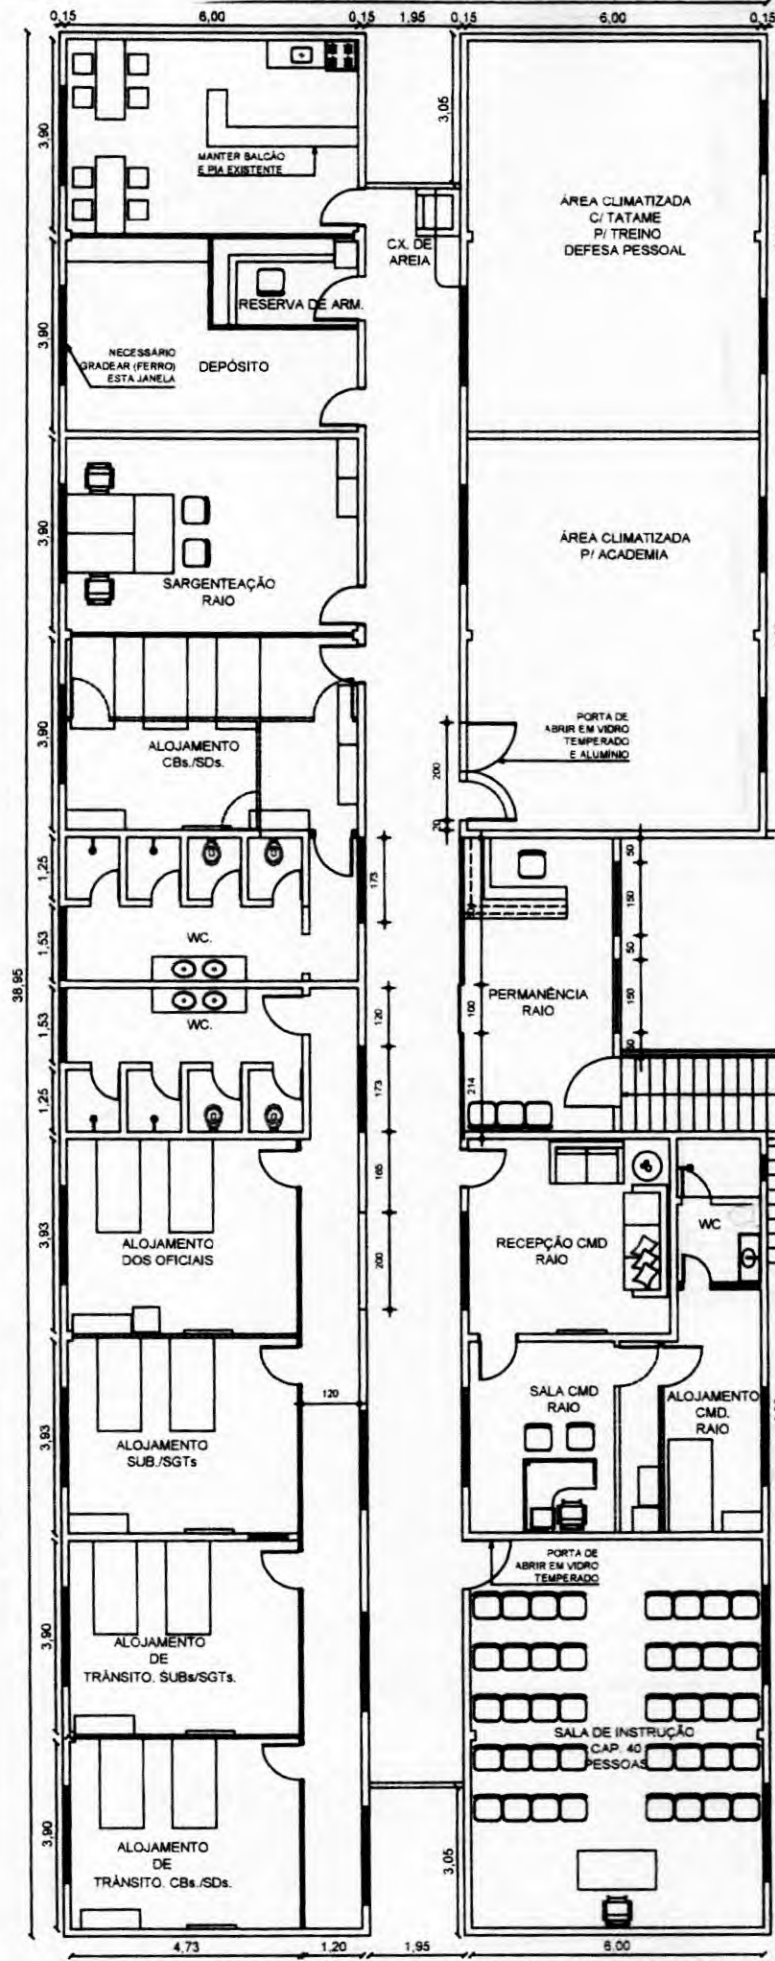 0,15 6,00 0,15 1,95 0,15 6,00 0,15
3,90
3,05
MANTER BALCÃO
E PIA EXISTENTE
ÁREA CLIMATIZADA
C/ TATAME
P/ TREINO
DEFESA PESSOAL
CX. DE
AREIA
RESERVA DE ARM.
3,90
NECESSÁRIO
GRADEAR (FERRO)
ESTA JANELA
DEPÓSITO
3,90
SARGENTEAÇÃO
RAIO
ÁREA CLIMATIZADA
P/ ACADEMIA
3,90
ALOJAMENTO
CBs./SDs.
PORTA DE
ABRIR EM VIDRO
TEMPERADO
E ALUMÍNIO
200
20
1,25
173
50
150
1,53
WC.
50
38,95
PERMANÊNCIA
RAIO
1,53
WC.
120
100
150
50
1,25
173
214
165
3,93
ALOJAMENTO
DOS OFICIAIS
200
RECEPÇÃO CMD
RAIO
WC
3,93
ALOJAMENTO
SUB./SGTs
120
SALA CMD
RAIO
ALOJAMENTO
CMD.
RAIO
PORTA DE
ABRIR EM VIDRO
TEMPERADO
3,90
ALOJAMENTO
DE
TRÂNSITO. SUBs/SGTs.
SALA DE INSTRUÇÃO
CAP. 40
PESSOAS
3,90
ALOJAMENTO
DE
TRÂNSITO. CBs./SDs.
3,05
4,73 1,20 1,95 6.00